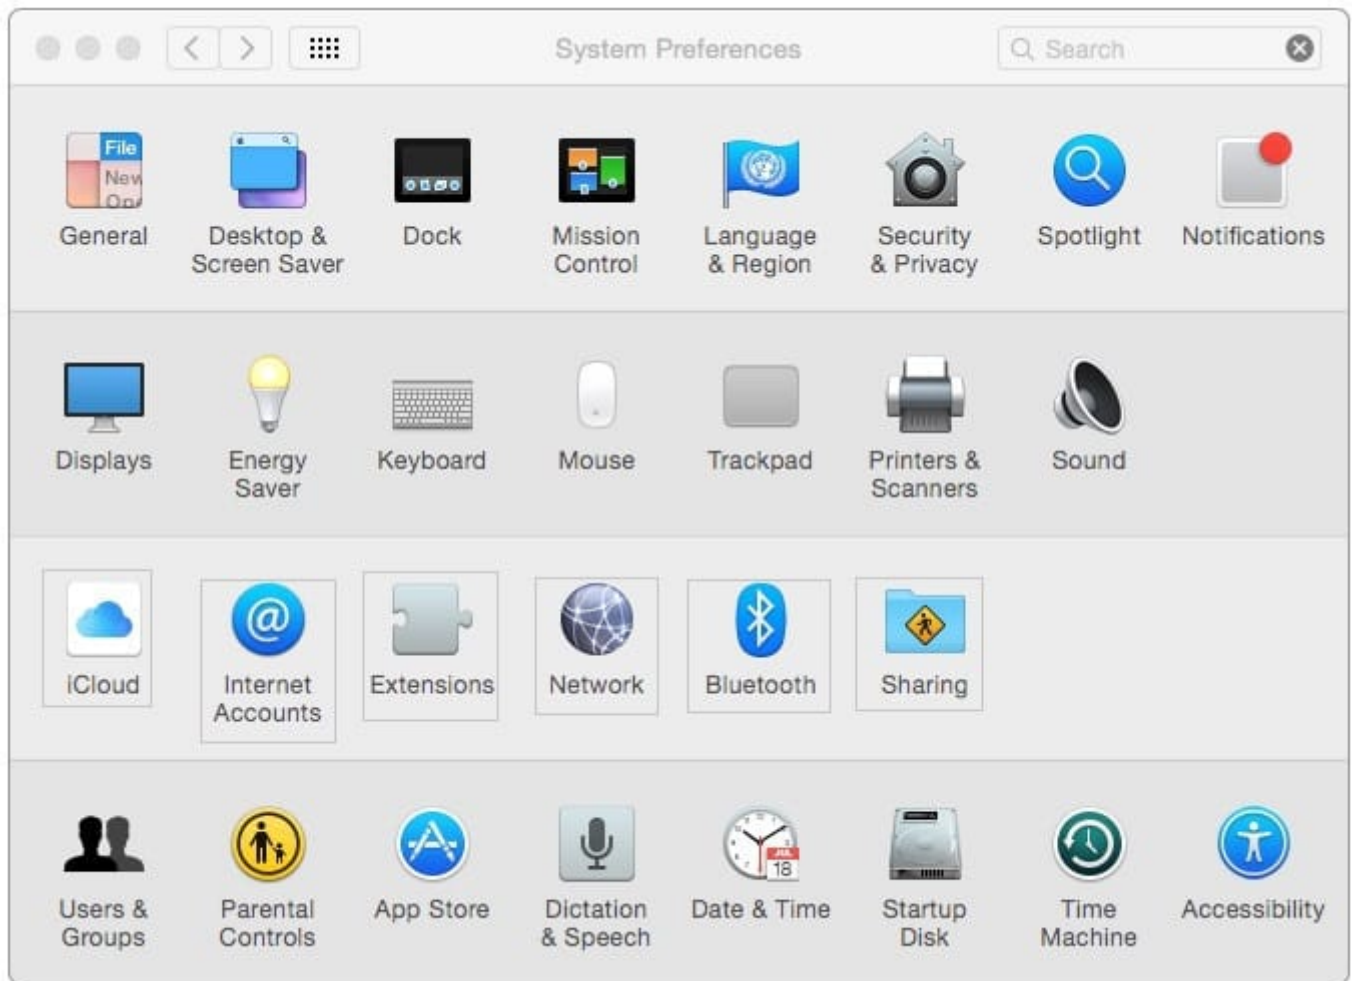 System Preferences
Search
File
New
Ope
General
Desktop &
Screen Saver
Dock
Mission
Control
Language
& Region
Security
& Privacy
Spotlight
Notifications
Displays
Energy
Saver
Keyboard
Mouse
Trackpad
Printers &
Scanners
Sound
iCloud
@
Internet
Accounts
Extensions
Network
Bluetooth
Sharing
Users &
Groups
Parental
Controls
App Store
Dictation
& Speech
JUL
18
Date & Time
Startup
Disk
Time
Machine
Accessibility